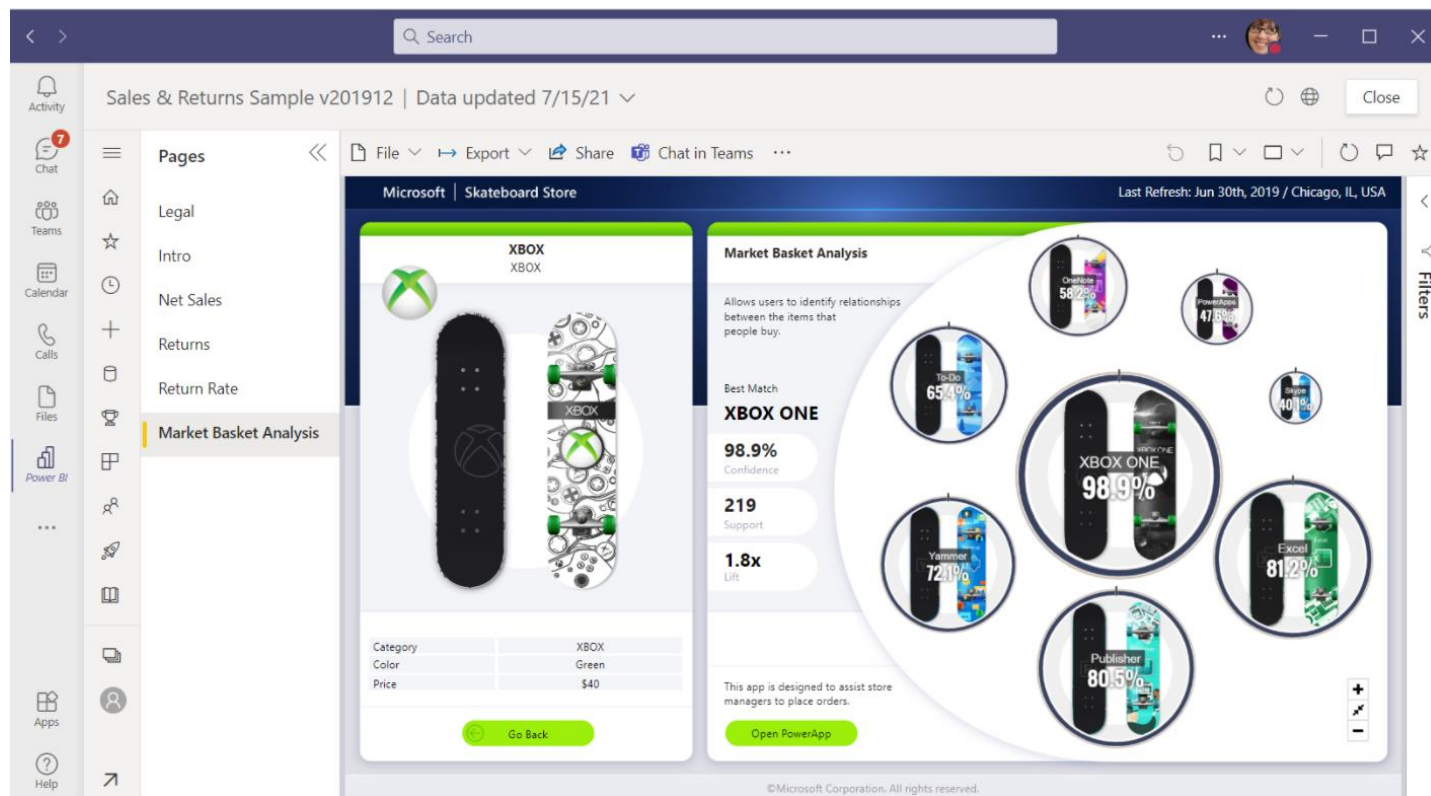 Search
Activity
7
Chat
Teams
Calendar
Calls
Files
Power BI
Apps
Help
Sales & Returns Sample v201912 | Data updated 7/15/21
Close
Pages
Legal
Intro
Net Sales
Returns
Return Rate
Market Basket Analysis
File
Export
Share
Chat in Teams
Filters
Microsoft | Skateboard Store
Last Refresh: Jun 30th, 2019 / Chicago, IL, USA
XBOX
XBOX
XBOX
Category XBOX
Color Green
Price $40
Go Back
Market Basket Analysis
Allows users to identify relationships
between the items that
people buy.
Best Match
XBOX ONE
98.9%
Confidence
219
Support
1.8x
Lift
This app is designed to assist store
managers to place orders.
Open PowerApp
OneNote
58.2%
PowerApps
47.6%
To-Do
65.4%
Skype
40.1%
XBOX ONE
XBOX ONE
98.9%
Yammer
72.1%
Excel
Excel
81.2%
Publisher
80.5%
©Microsoft Corporation. All rights reserved.